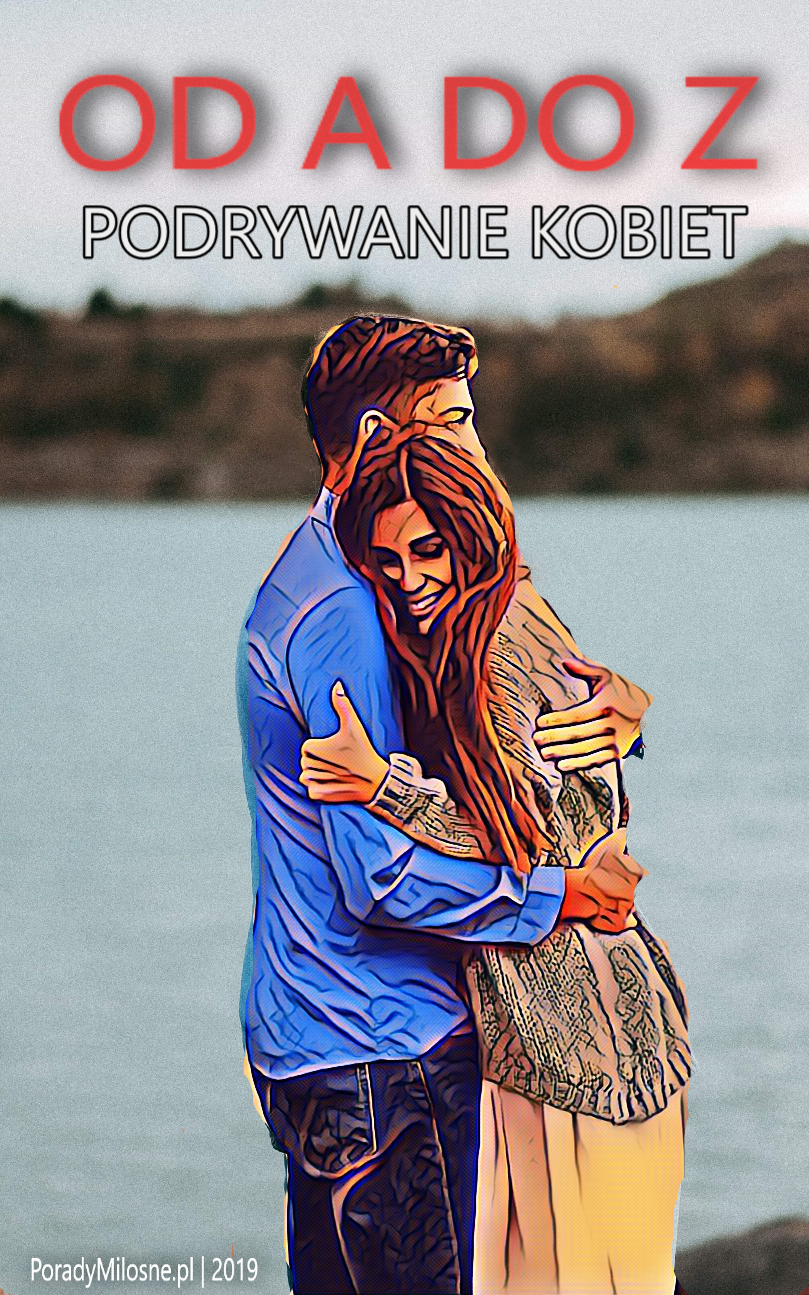 OD A DO Z
PODRYWANIE KOBIET
PoradyMilosne.pl | 2019